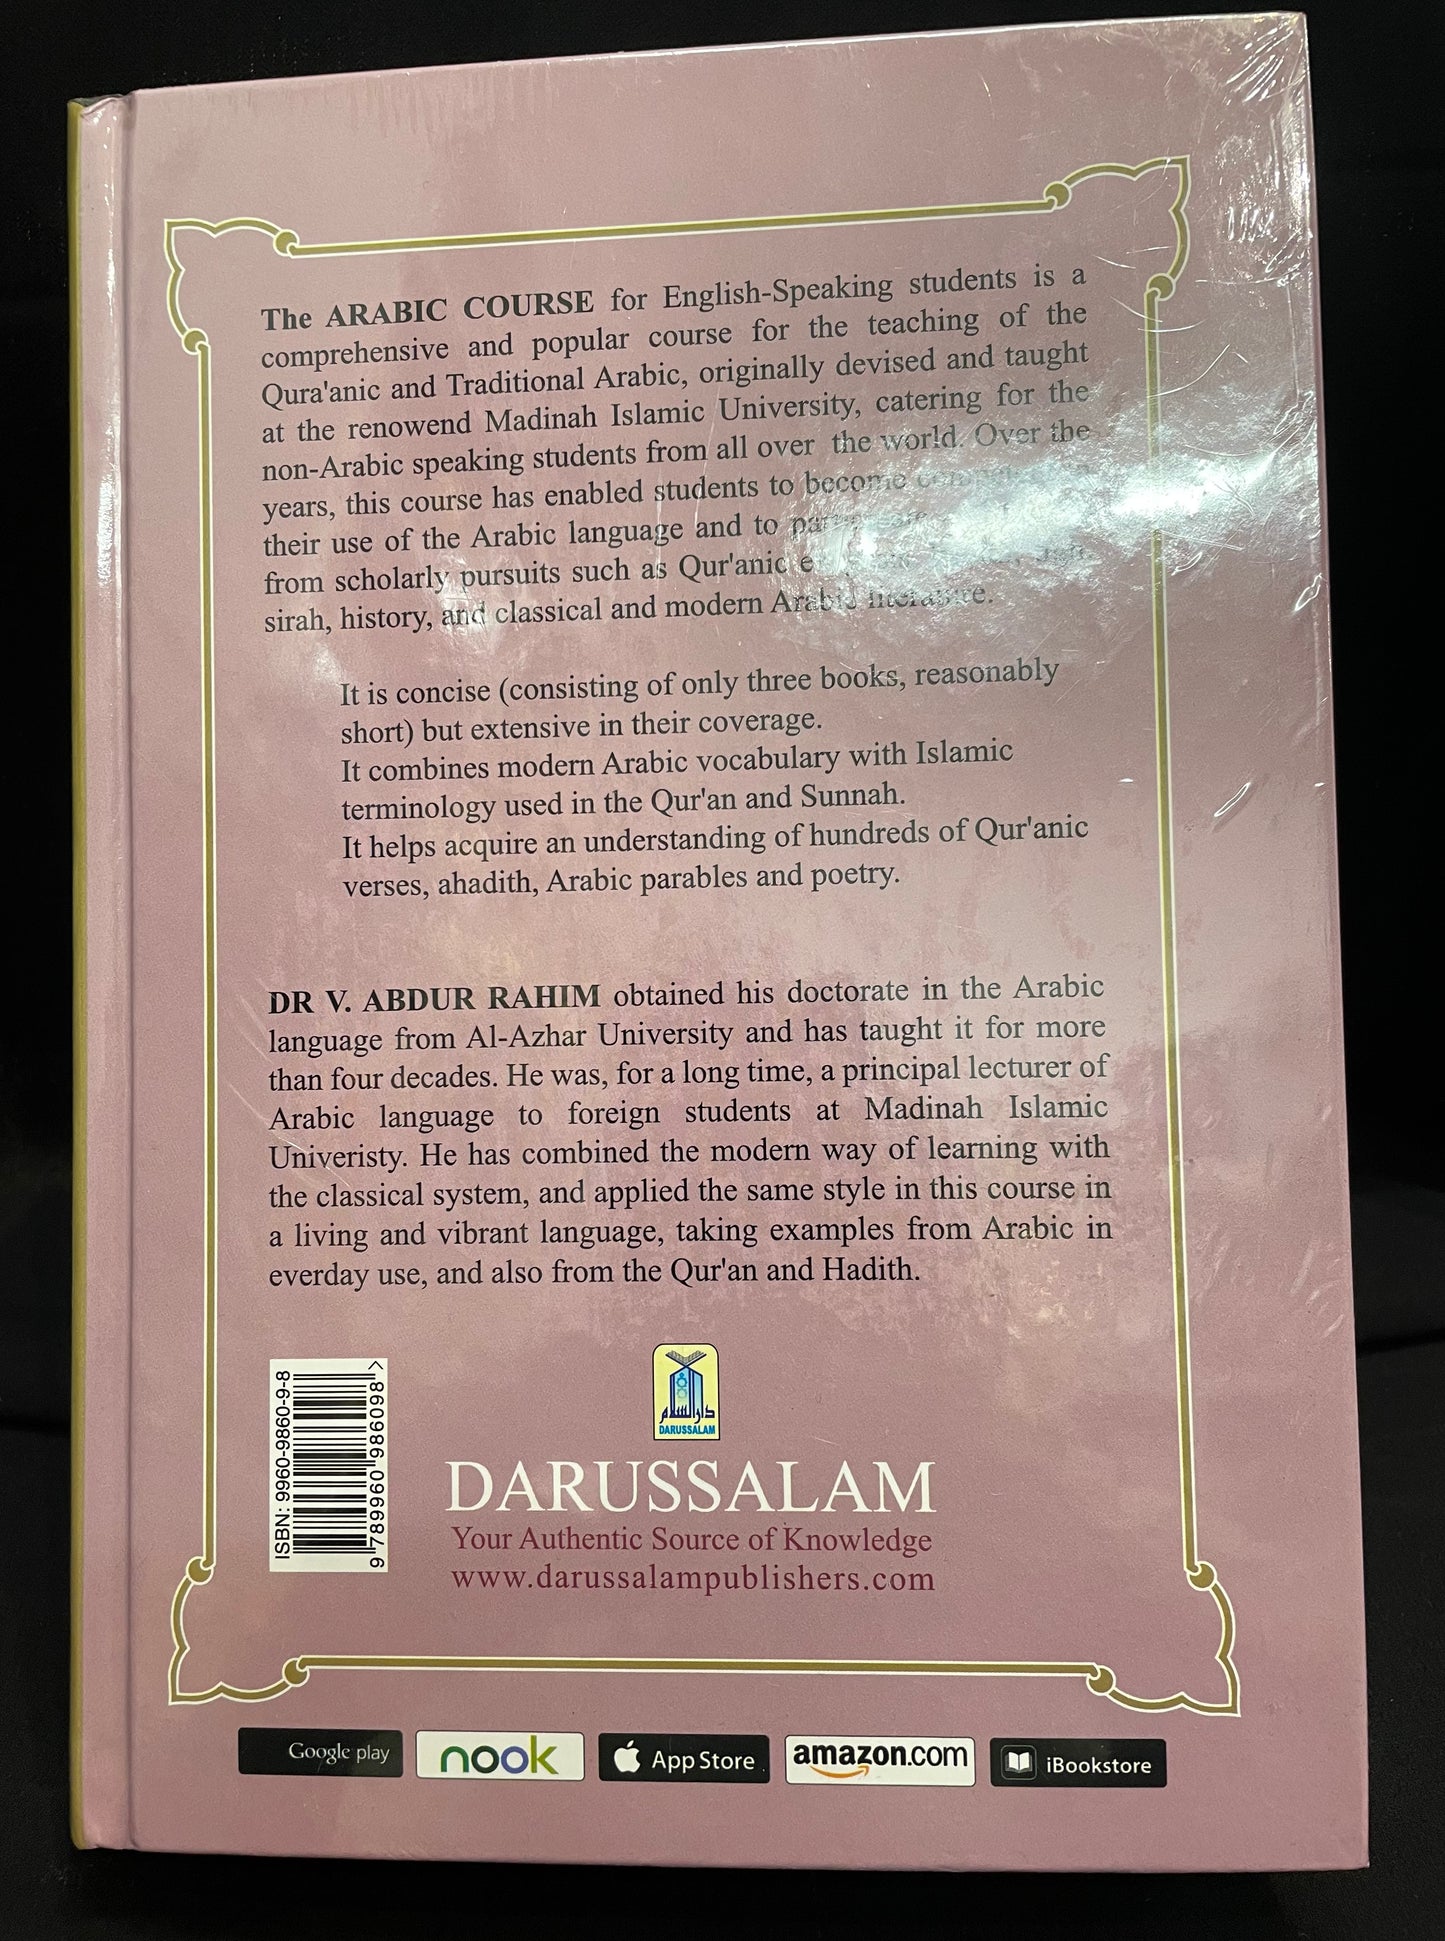 The ARABIC COURSE for English-Speaking students is a
comprehensive and popular course for the teaching of the
Qura'anic and Traditional Arabic, originally devised and taught
at the renowend Madinah Islamic University, catering for the
non-Arabic speaking students from all over the world. Over the
years, this course has enabled students to become
their use of the Arabic language and to
from scholarly pursuits such as Qur'anic
sirah, history, and classical and modern Arabic literature.
It is concise (consisting of only three books, reasonably
short) but extensive in their coverage.
It combines modern Arabic vocabulary with Islamic
terminology used in the Qur'an and Sunnah.
It helps acquire an understanding of hundreds of Qur'anic
verses, ahadith, Arabic parables and poetry.
DR V. ABDUR RAHIM obtained his doctorate in the Arabic
language from Al-Azhar University and has taught it for more
than four decades. He was, for a long time, a principal lecturer of
Arabic language to foreign students at Madinah Islamic
Univeristy. He has combined the modern way of learning with
the classical system, and applied the same style in this course in
a living and vibrant language, taking examples from Arabic in
everday use, and also from the Qur'an and Hadith.
ISBN: 9960-9860-9-8
9 789960 986098 >
دارالسلام
DARUSSALAM
DARUSSALAM
Your Authentic Source of Knowledge
www.darussalampublishers.com
Google play
nook
App Store
amazon.com
iBookstore